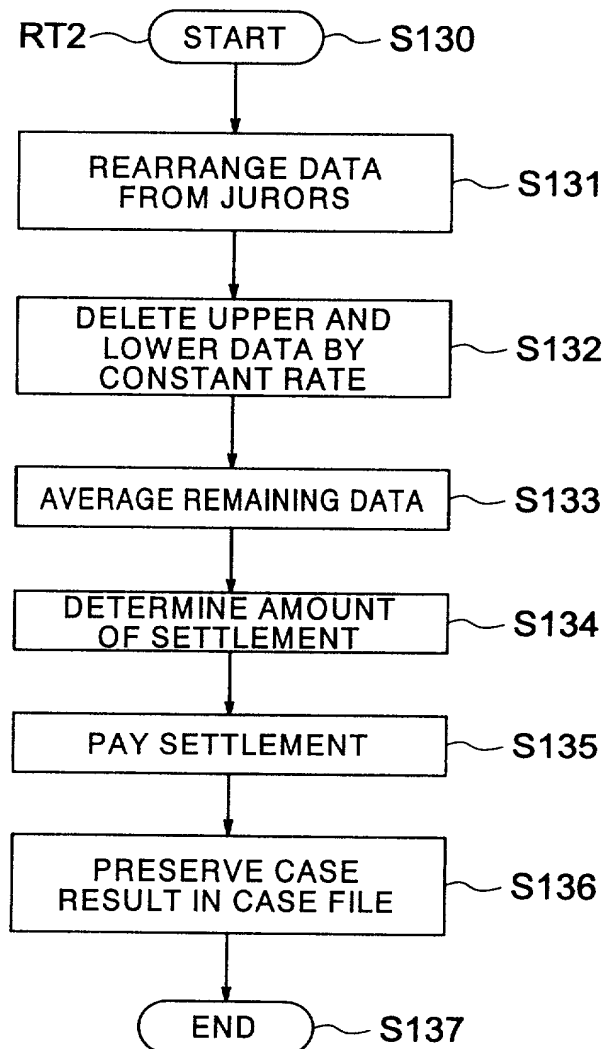 RT2 START S130
REARRANGE DATA
FROM JURORS
S131
DELETE UPPER AND
LOWER DATA BY
CONSTANT RATE
S132
AVERAGE REMAINING DATA
S133
DETERMINE AMOUNT
OF SETTLEMENT
S134
PAY SETTLEMENT
S135
PRESERVE CASE
RESULT IN CASE FILE
S136
END S137